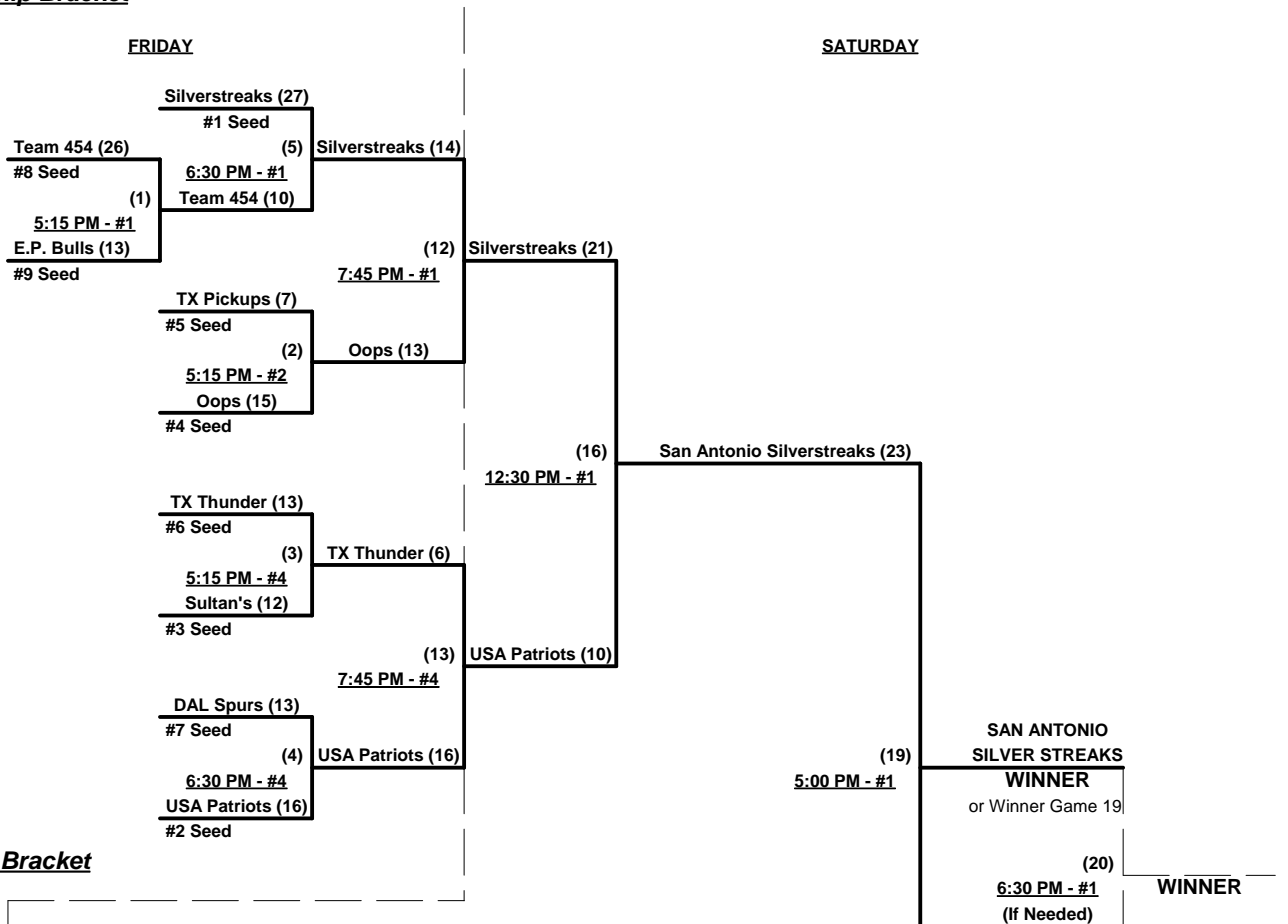 FRIDAY
SATURDAY
Silverstreaks (27)
#1 Seed
Team 454 (26)
(5)
Silverstreaks (14)
#8 Seed
6:30 PM - #1
(1)
Team 454 (10)
5:15 PM - #1
E.P. Bulls (13)
(12)
Silverstreaks (21)
#9 Seed
7:45 PM - #1
TX Pickups (7)
#5 Seed
(2)
Oops (13)
5:15 PM - #2
Oops (15)
#4 Seed
(16)
San Antonio Silverstreaks (23)
12:30 PM - #1
TX Thunder (13)
#6 Seed
(3)
TX Thunder (6)
5:15 PM - #4
Sultan's (12)
#3 Seed
(13)
USA Patriots (10)
7:45 PM - #4
DAL Spurs (13)
#7 Seed
SAN ANTONIO
(4)
USA Patriots (16)
(19)
SILVER STREAKS
6:30 PM - #4
5:00 PM - #1
WINNER
USA Patriots (16)
or Winner Game 19
#2 Seed
Bracket
(20)
6:30 PM - #1
WINNER
(If Needed)